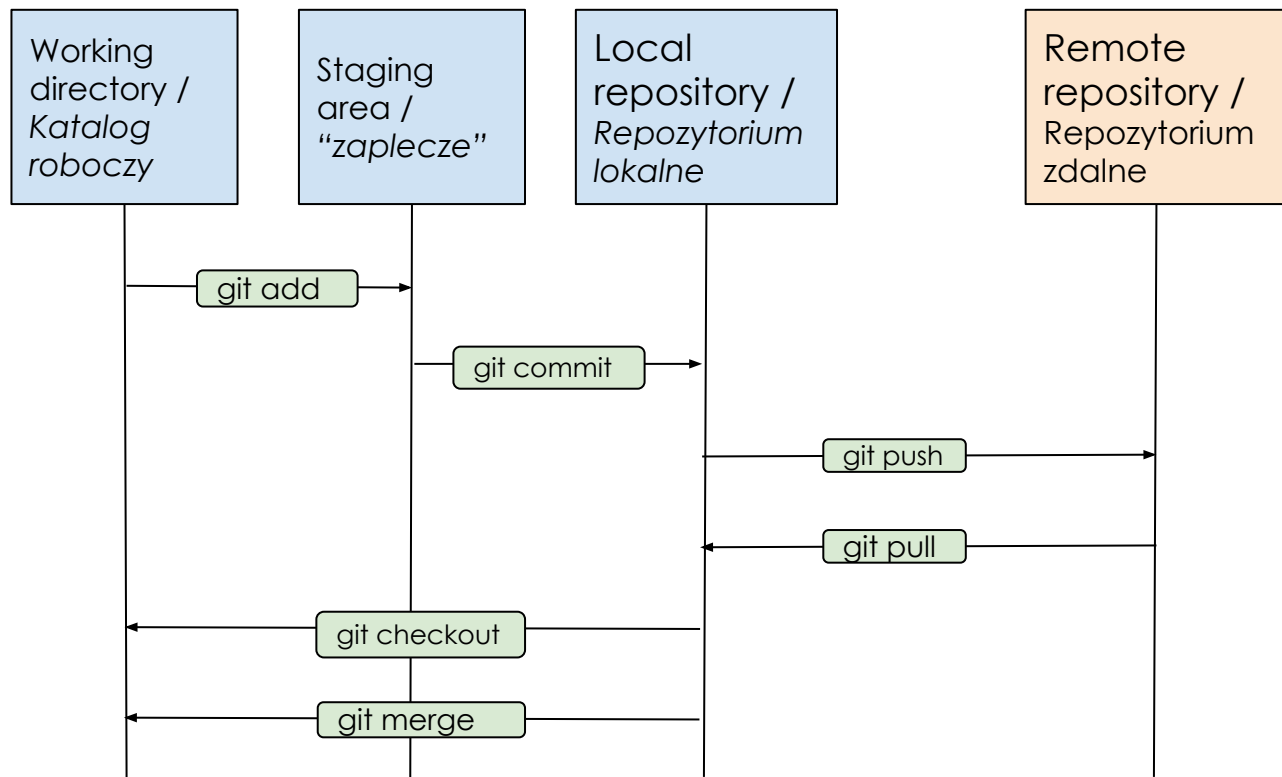 Working
directory /
Katalog
roboczy
Staging
area /
“zaplecze”
Local
repository /
Repozytorium
lokalne
Remote
repository /
Repozytorium
zdalne
git add
git commit
git push
git pull
git checkout
git merge